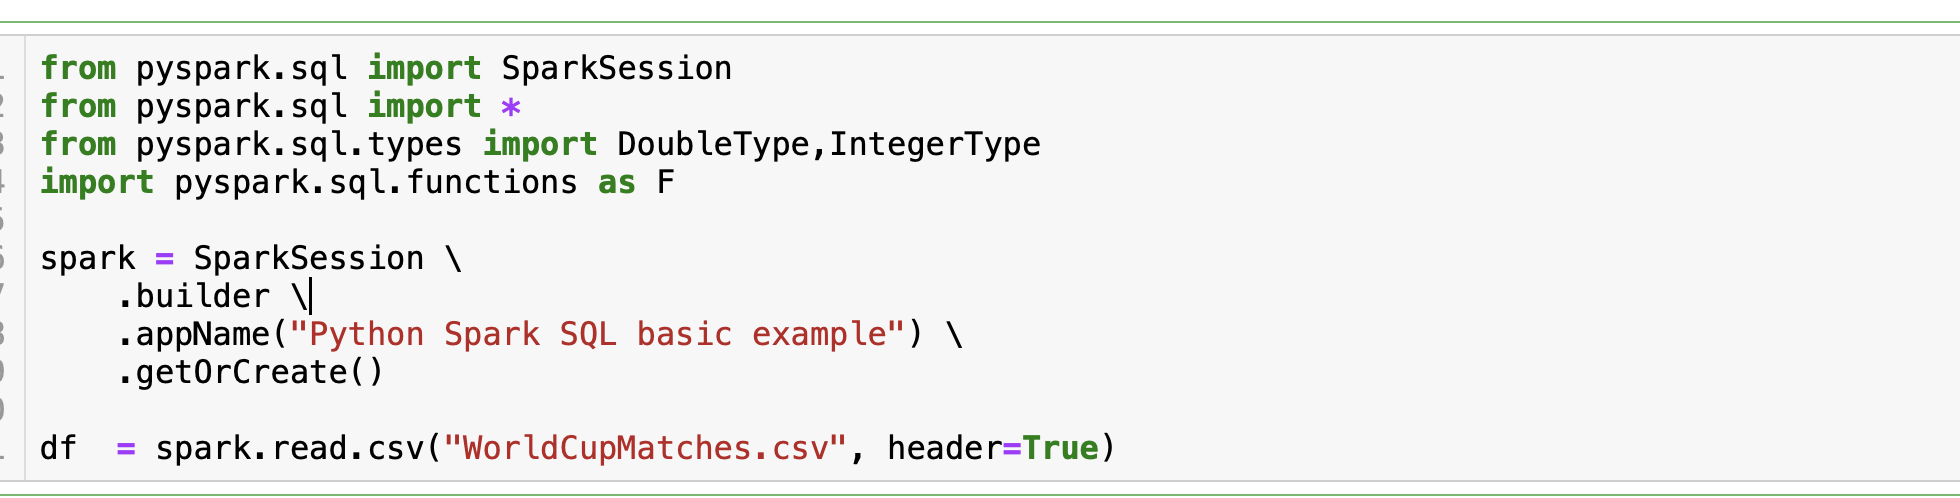 from pyspark.sql import SparkSession
from pyspark.sql import *
from pyspark.sql.types import DoubleType,IntegerType
import pyspark.sql.functions as F
spark = SparkSession \
    .builder \
    .appName("Python Spark SQL basic example") \
    .getOrCreate()
df  = spark.read.csv("WorldCupMatches.csv", header=True)